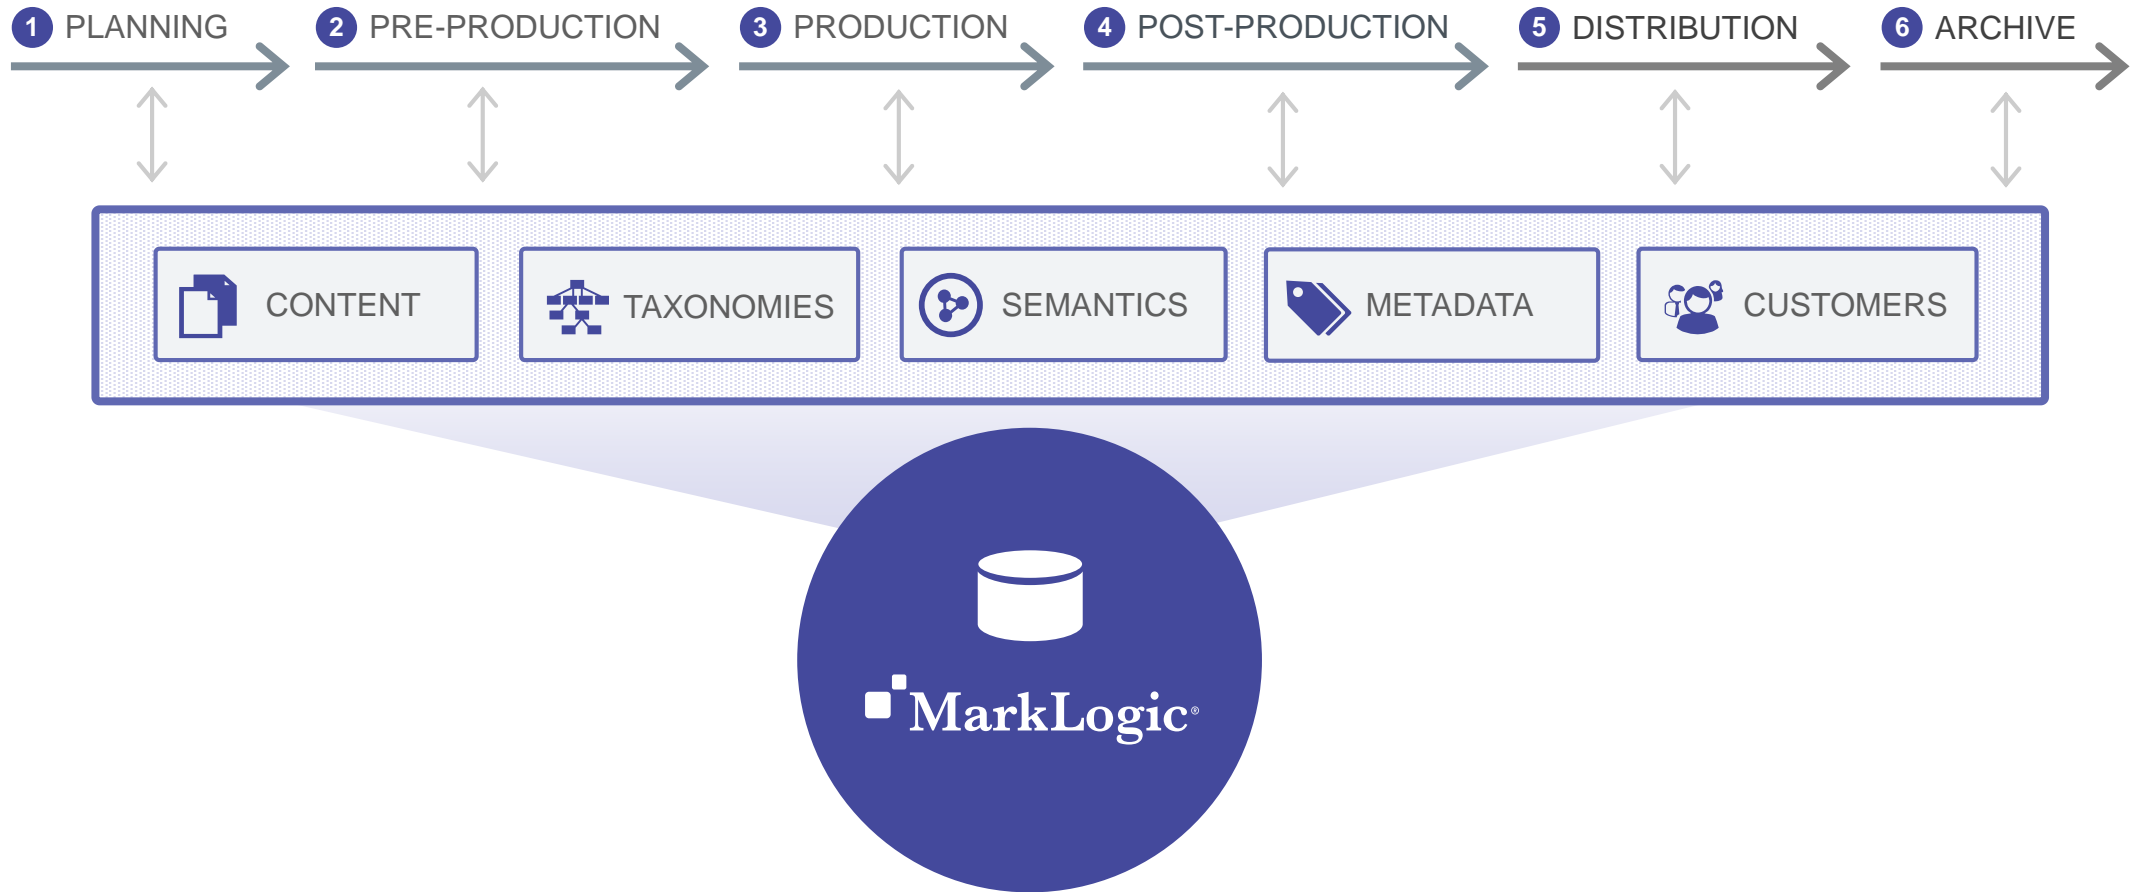 1 PLANNING
2 PRE-PRODUCTION
3 PRODUCTION
4 POST-PRODUCTION
5 DISTRIBUTION
6 ARCHIVE
CONTENT
TAXONOMIES
SEMANTICS
METADATA
CUSTOMERS
MarkLogic®